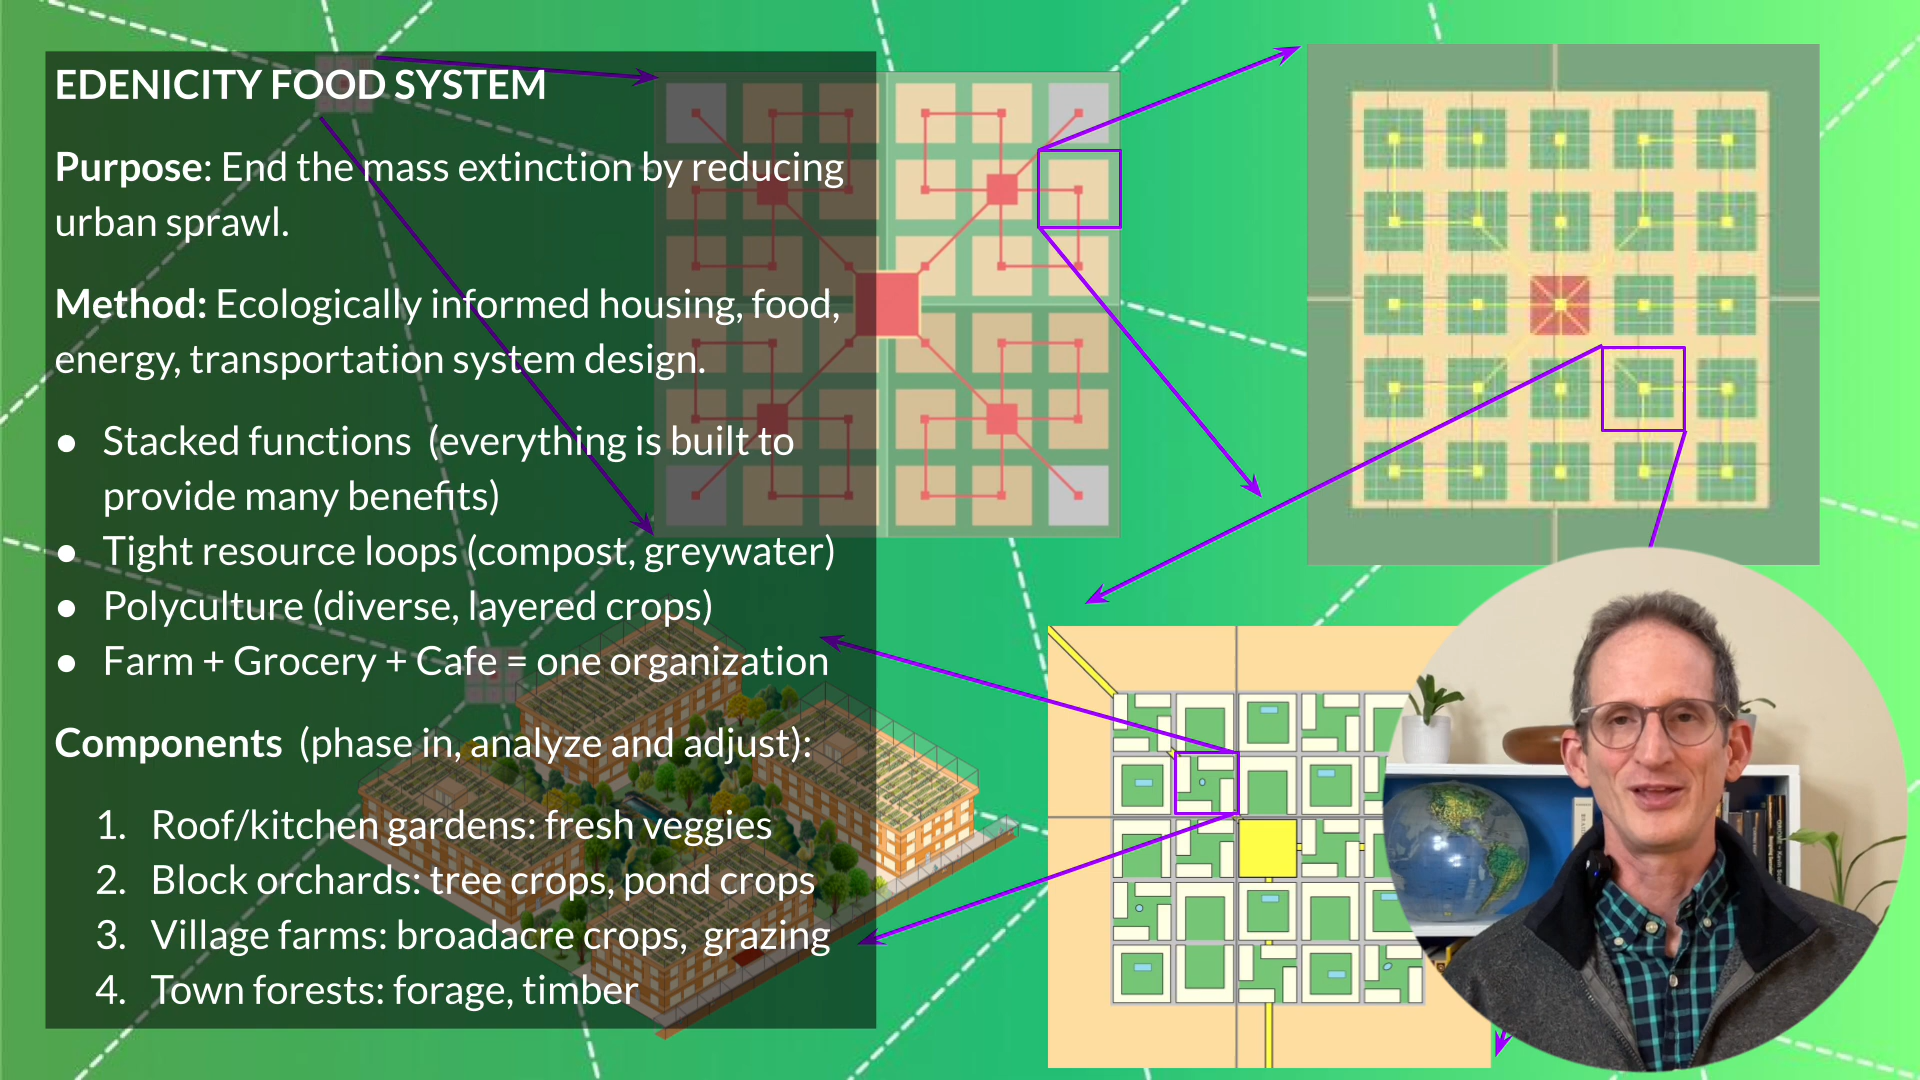 EDENICITY FOOD SYSTEM
Purpose: End the mass extinction by reducing
urban sprawl.
Method: Ecologically informed housing, food,
energy, transportation system design.
● Stacked functions (everything is built to
provide many benefits)
● Tight resource loops (compost, greywater)
● Polyculture (diverse, layered crops)
● Farm + Grocery + Cafe = one organization
Components (phase in, analyze and adjust):
1. Roof/kitchen gardens: fresh veggies
2. Block orchards: tree crops, pond crops
3. Village farms: broadacre crops, grazing
4. Town forests: forage, timber